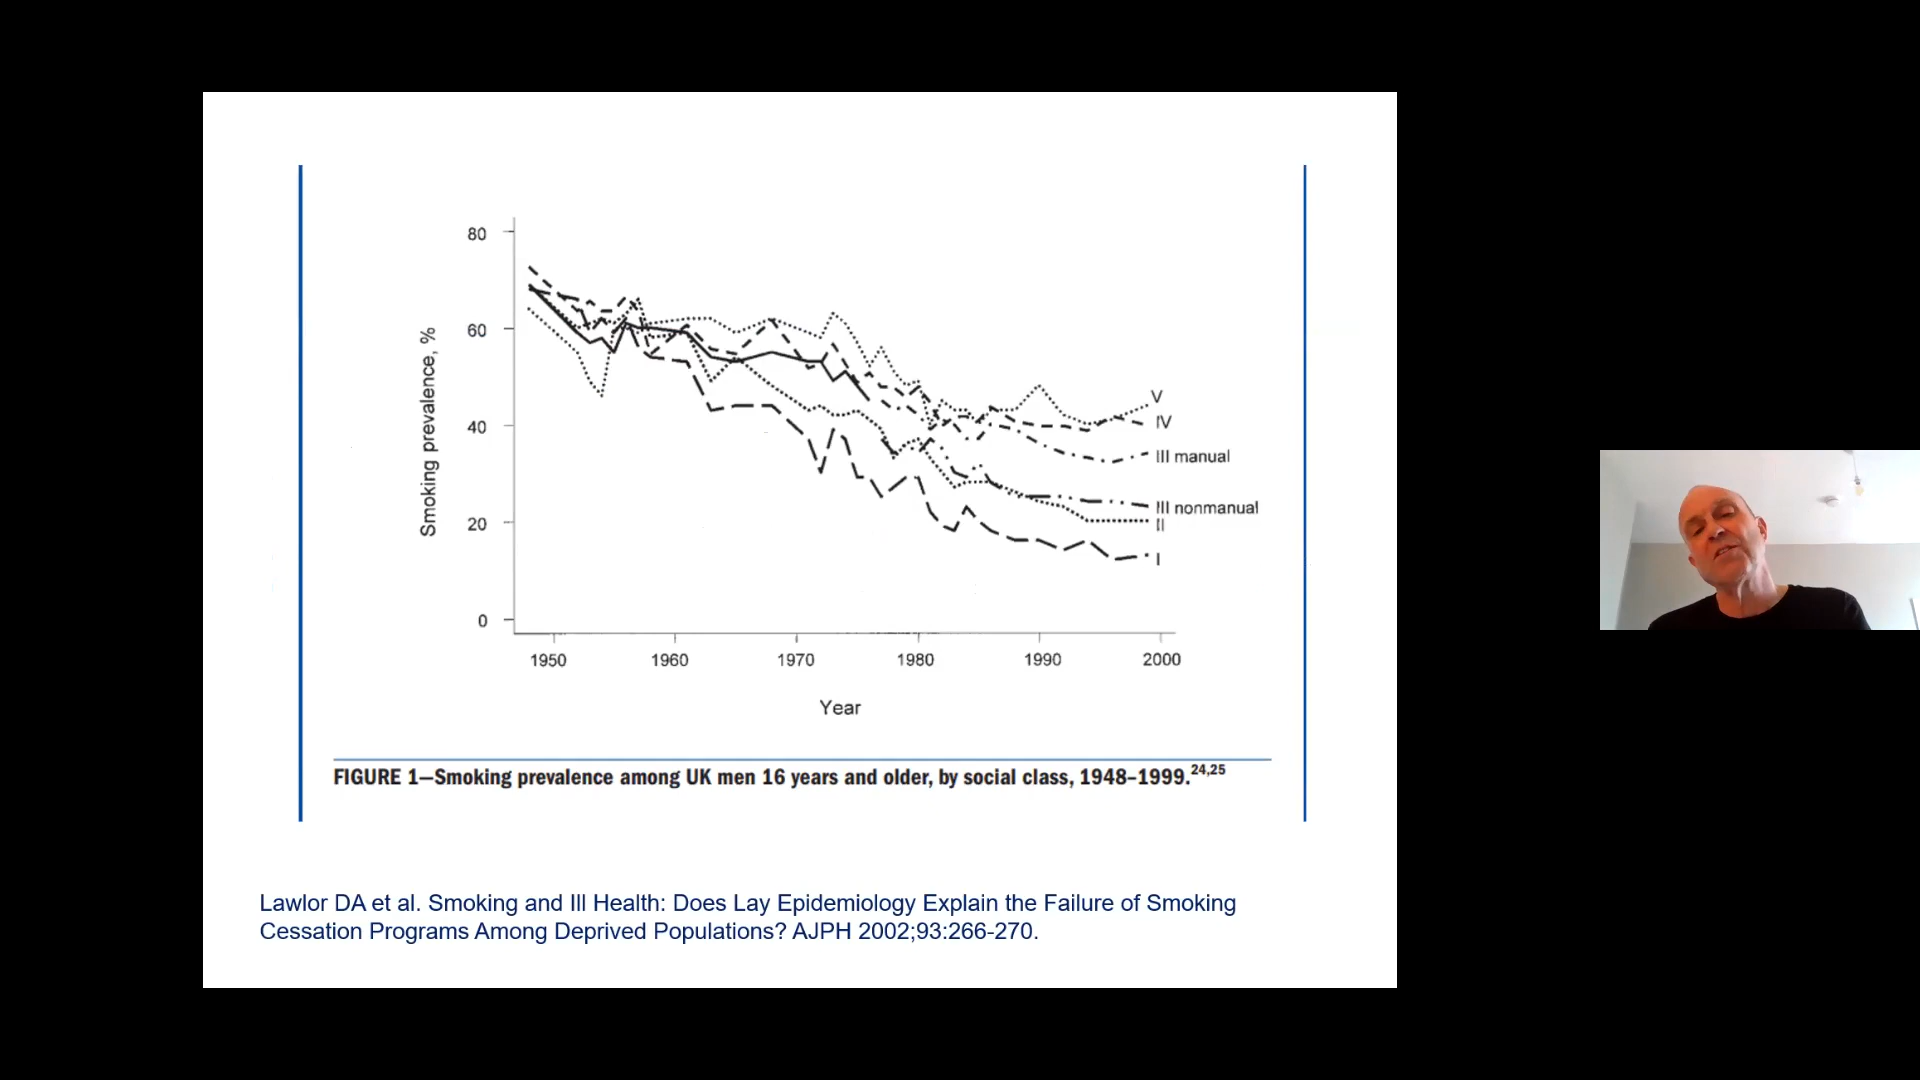 80
60
40
20
0
Smoking prevalence, %
V
IV
III manual
III nonmanual
II
I
1950 1960 1970 1980 1990 2000
Year
FIGURE 1—Smoking prevalence among UK men 16 years and older, by social class, 1948–1999.24,25
Lawlor DA et al. Smoking and Ill Health: Does Lay Epidemiology Explain the Failure of Smoking
Cessation Programs Among Deprived Populations? AJPH 2002;93:266-270.